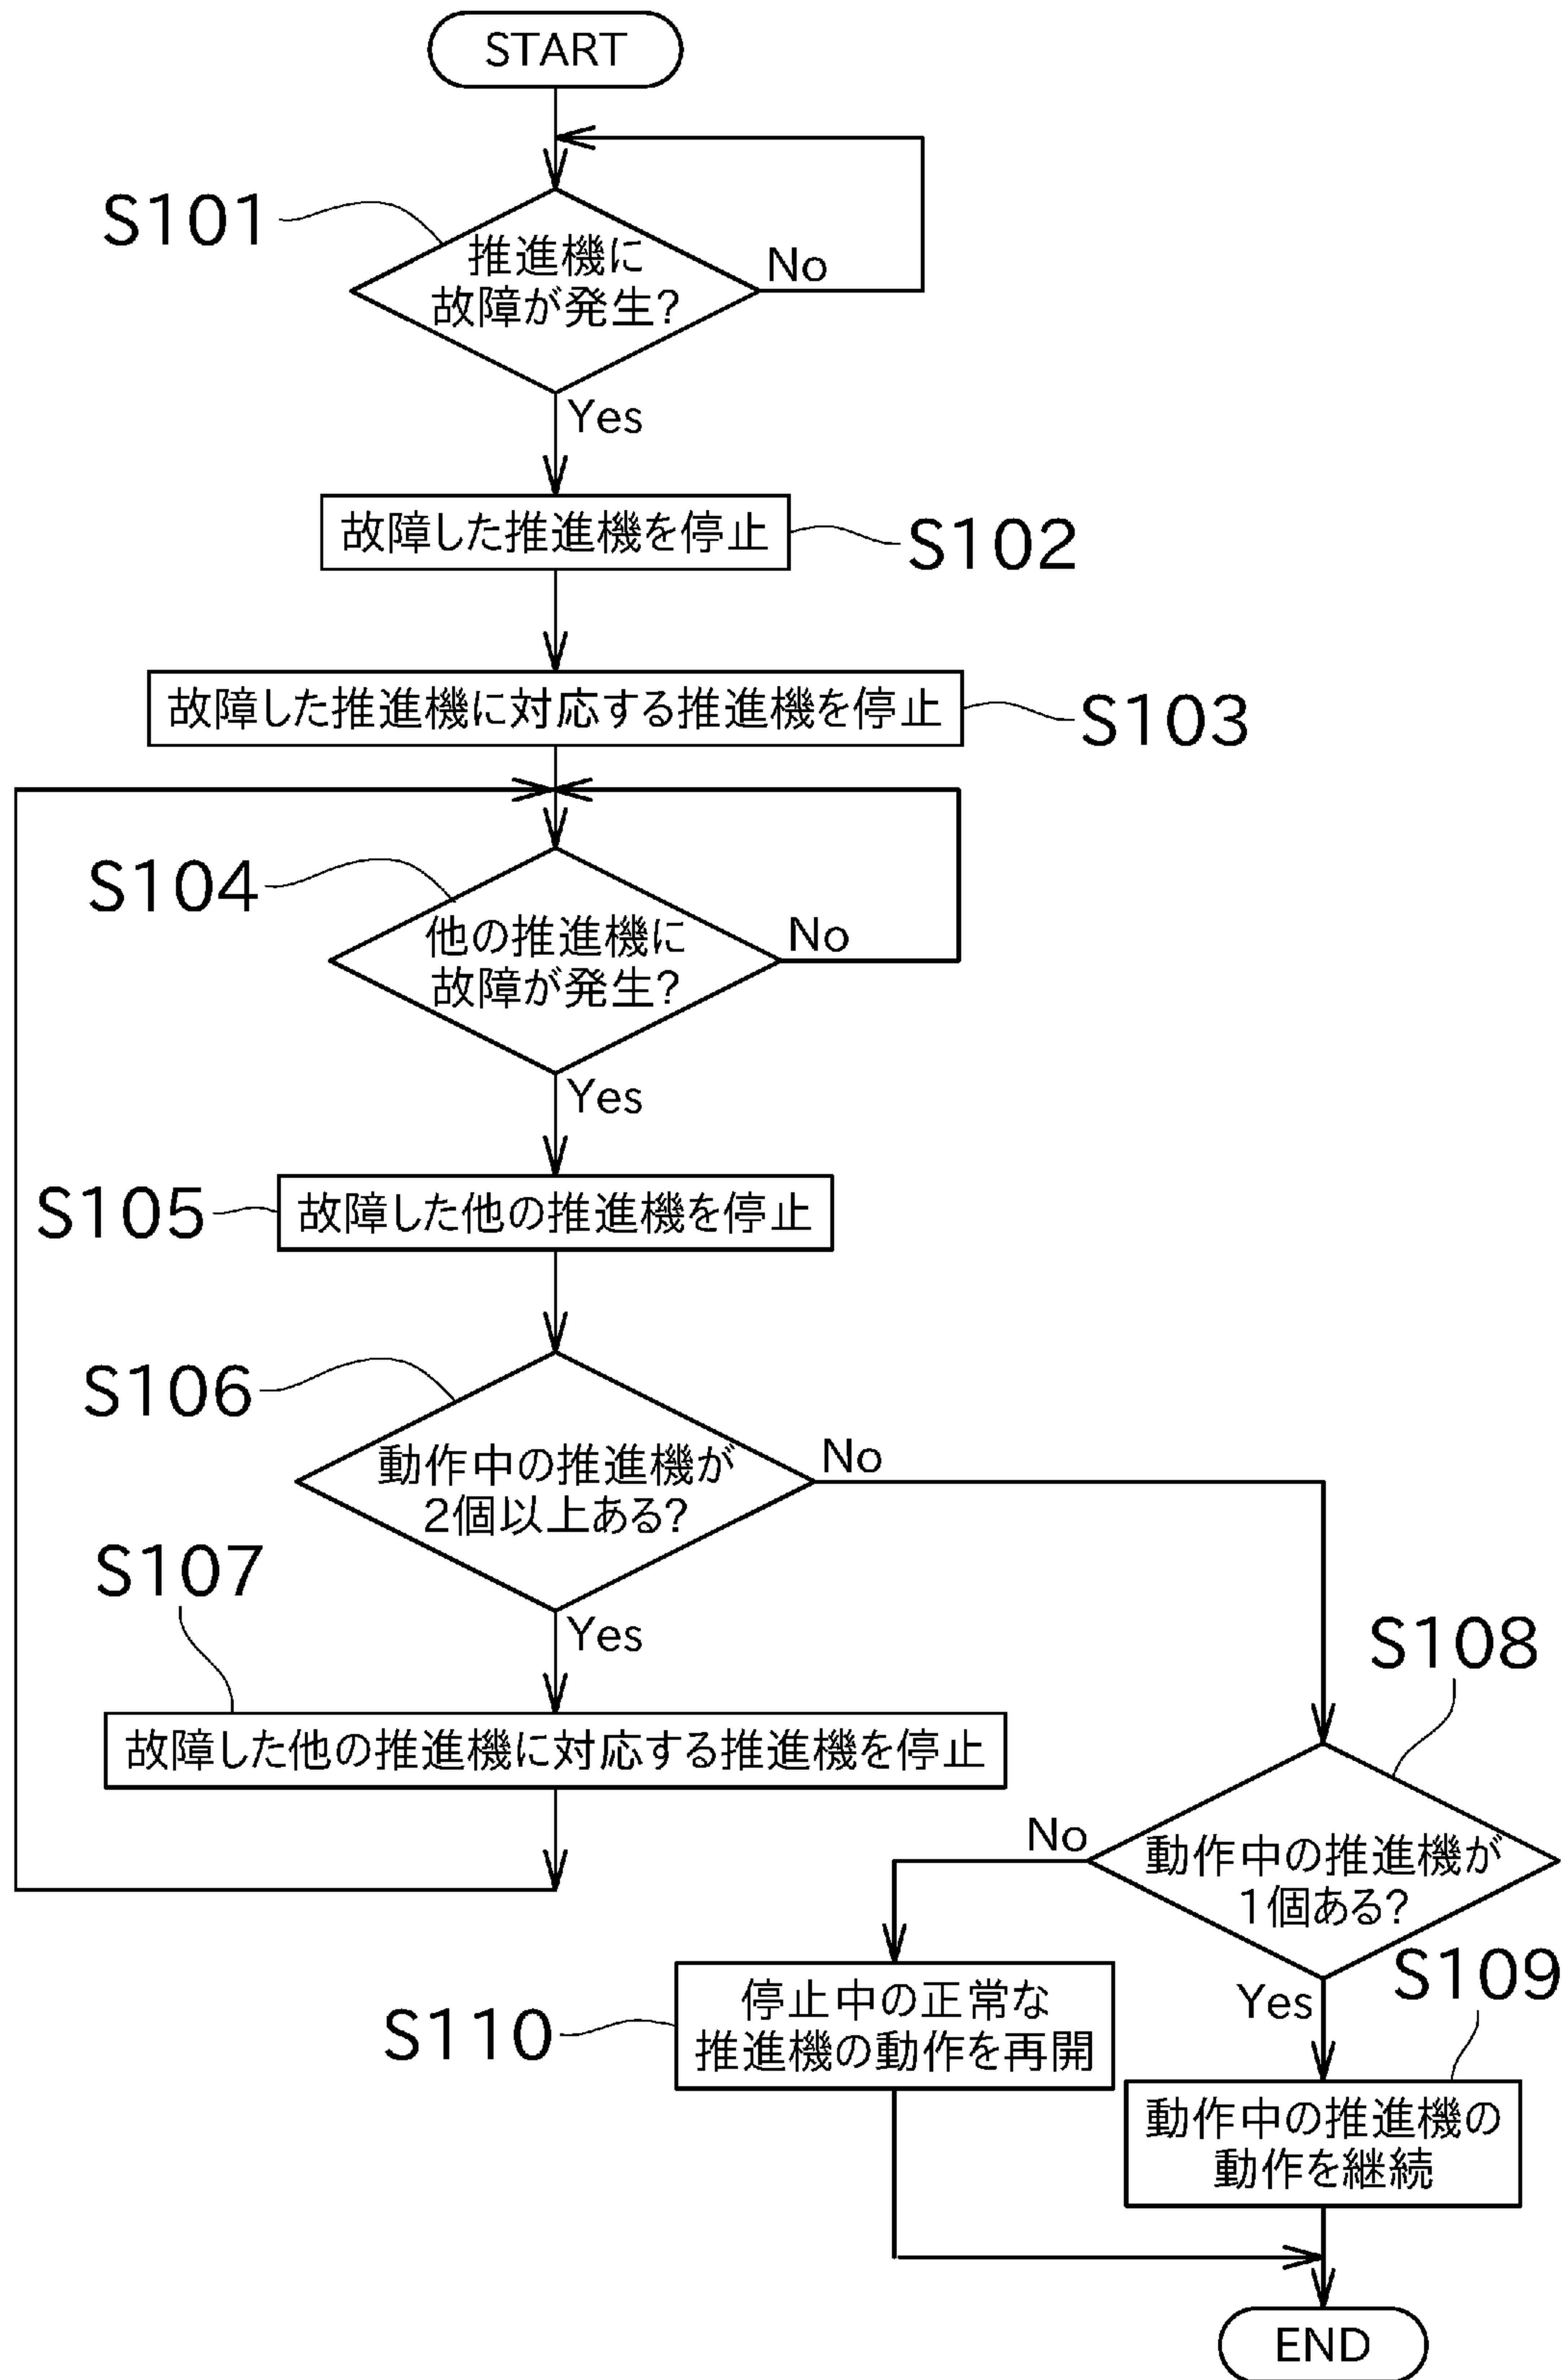 START
S101
推進機に
故障が発生?
No
Yes
故障した推進機を停止
S102
故障した推進機に対応する推進機を停止
S103
S104
他の推進機に
故障が発生?
No
Yes
S105
故障した他の推進機を停止
S106
動作中の推進機が
2個以上ある?
No
Yes
S107
故障した他の推進機に対応する推進機を停止
S108
動作中の推進機が
1個ある?
No
Yes
S109
動作中の推進機の
動作を継続
S110
停止中の正常な
推進機の動作を再開
END